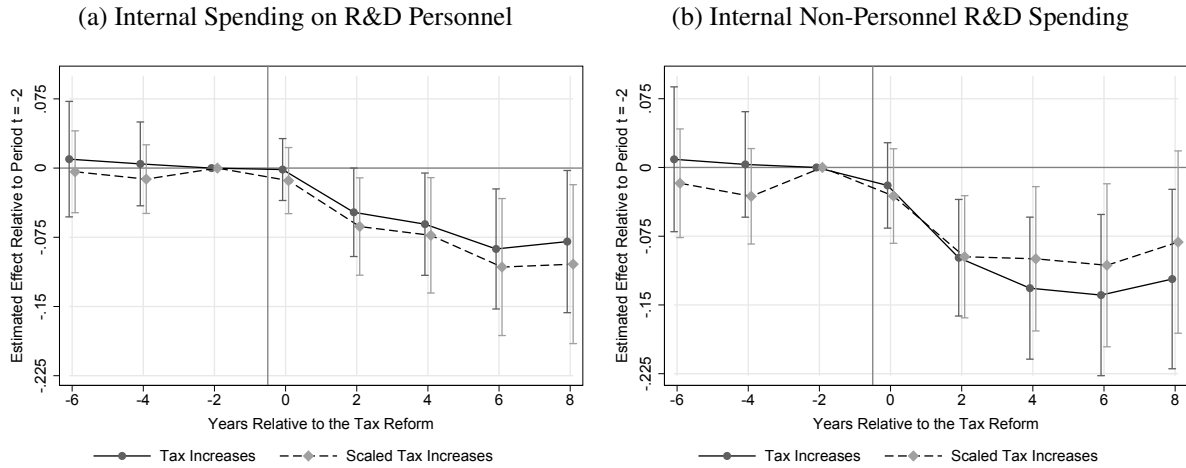 (a) Internal Spending on R&D Personnel
Estimated Effect Relative to Period t = -2
.075
0
-.075
-.15
-.225
-6 -4 -2 0 2 4 6 8
Years Relative to the Tax Reform
Tax Increases Scaled Tax Increases
(b) Internal Non-Personnel R&D Spending
Estimated Effect Relative to Period t = -2
.075
0
-.075
-.15
-.225
-6 -4 -2 0 2 4 6 8
Years Relative to the Tax Reform
Tax Increases Scaled Tax Increases